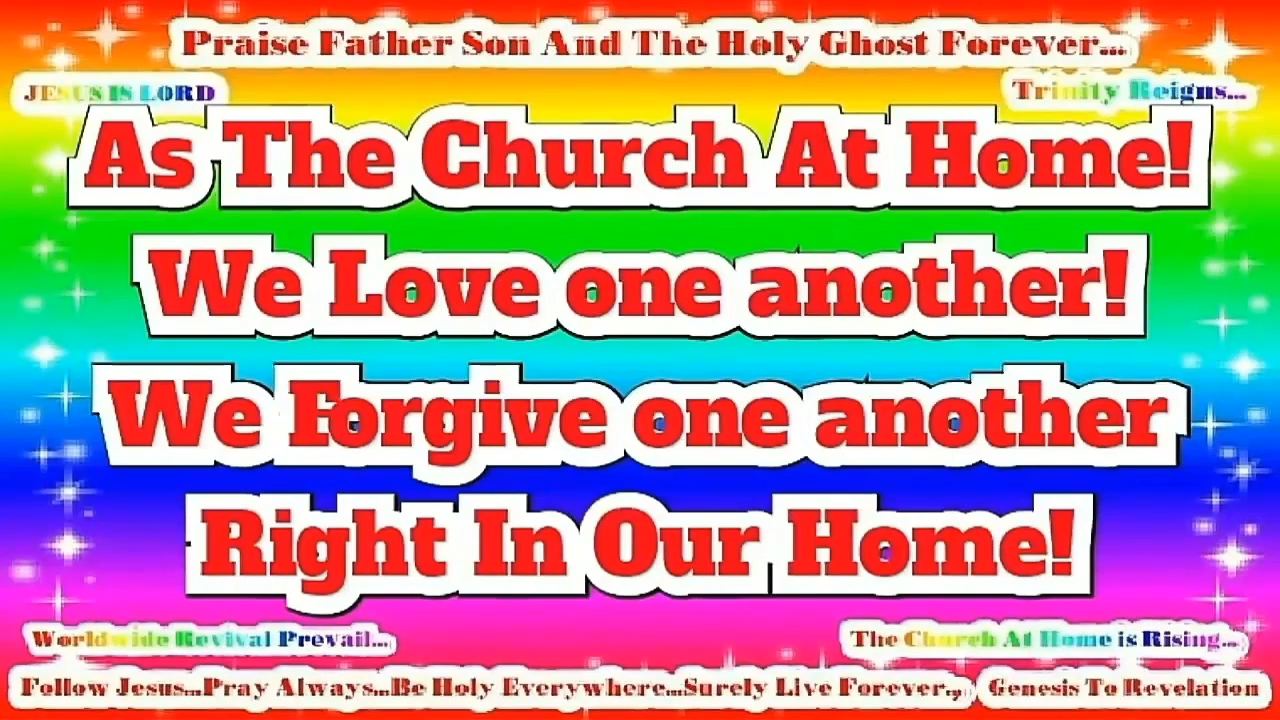 Praise Father Son And The Holy Ghost Forever...
JESUS IS LORD
Trinity Reigns...
As The Church At Home!
We Love one another!
We Forgive one another
Right In Our Home!
Worldwide Revival Prevail...
The Church At Home is Rising...
Follow Jesus...Pray Always...Be Holy Everywhere...Surely Live Forever..,
Genesis To Revelation